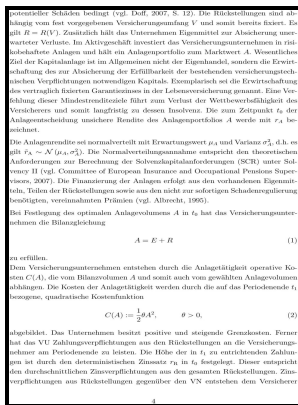 potentieller Schäden bedingt (vgl. Doff, 2007, S. 12). Die Rückstellungen sind ab-
hängig vom fest vorgegebenen Versicherungsumfang V und somit bereits fixiert. Es
gilt R = R(V). Zusätzlich hält das Unternehmen Eigenmittel zur Absicherung uner-
warteter Verluste. Im Aktivgeschäft investiert das Versicherungsunternehmen in risi-
kobehaftete Anlagen und hält ein Anlageportfolio zum Marktwert A. Wesentliches
Ziel der Kapitalanlage ist im Allgemeinen nicht der Eigenhandel, sondern die Erwirt-
schaftung des zur Absicherung der Erfüllbarkeit der bestehenden versicherungstech-
nischen Verpflichtungen notwendigen Kapitals. Exemplarisch sei die Erwirtschaftung
des vertraglich fixierten Garantiezinses in der Lebensversicherung genannt. Eine Ver-
fehlung dieser Mindestrenditeziele führt zum Verlust der Wettbewerbsfähigkeit des
Versicherers und somit langfristig zu dessen Insolvenz. Die zum Zeitpunkt t₀ der
Anlageentscheidung unsichere Rendite des Anlageportfolios A werde mit r_A be-
zeichnet.
Die Anlagerendite sei normalverteilt mit Erwartungswert μ_A und Varianz σ²_A, d.h. es
gilt r̃_A ∼ N(μ_A, σ²_A). Die Normalverteilungsannahme entspricht den theoretischen
Anforderungen zur Berechnung der Solvenzkapitalanforderungen (SCR) unter Sol-
vency II (vgl. Committee of European Insurance and Occupational Pensions Super-
visors, 2007). Die Finanzierung der Anlagen erfolgt aus den vorhandenen Eigenmit-
teln, Teilen der Rückstellungen sowie aus den nicht zur sofortigen Schadenregulierung
benötigten, vereinnahmten Prämien (vgl. Albrecht, 1995).
Bei Festlegung des optimalen Anlagevolumens A in t₀ hat das Versicherungsunter-
nehmen die Bilanzgleichung
A = E + R (1)
zu erfüllen.
Dem Versicherungsunternehmen entstehen durch die Anlagetätigkeit operative Ko-
sten C(A), die vom Bilanzvolumen A und somit auch vom gewählten Anlagevolumen
abhängen. Die Kosten der Anlagetätigkeit werden durch die auf das Periodenende t₁
bezogene, quadratische Kostenfunktion
C(A) := 1/2 θA², θ > 0, (2)
abgebildet. Das Unternehmen besitzt positive und steigende Grenzkosten. Ferner
hat das VU Zahlungsverpflichtungen aus den Rückstellungen an die Versicherungs-
nehmer am Periodenende zu leisten. Die Höhe der in t₁ zu entrichtenden Zahlun-
gen ist durch den deterministischen Zinssatz r_R in t₀ festgelegt. Dieser entspricht
den durchschnittlichen Zinsverpflichtungen aus den gesamten Rückstellungen. Zins-
verpflichtungen aus Rückstellungen gegenüber den VN entstehen dem Versicherer
4